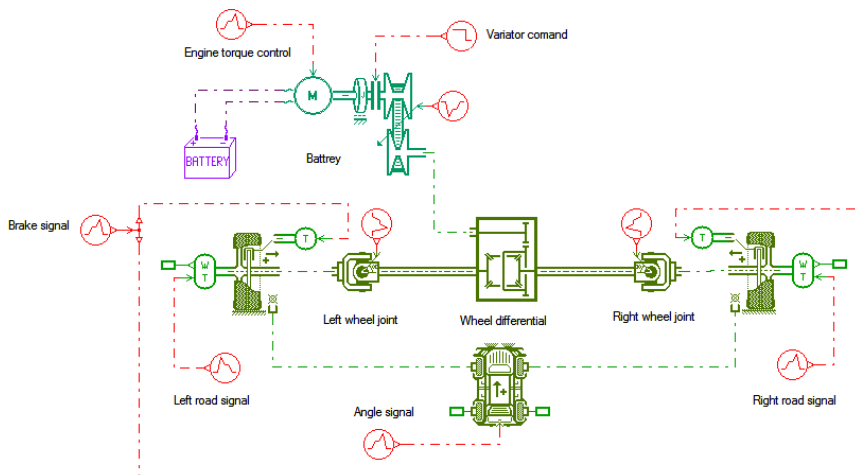 Engine torque control
Variator comand
M
+ -
BATTERY
Battrey
Brake signal
T
T
W
T
W
T
+
+
Left wheel joint
Wheel differential
Right wheel joint
+
Left road signal
Angle signal
Right road signal